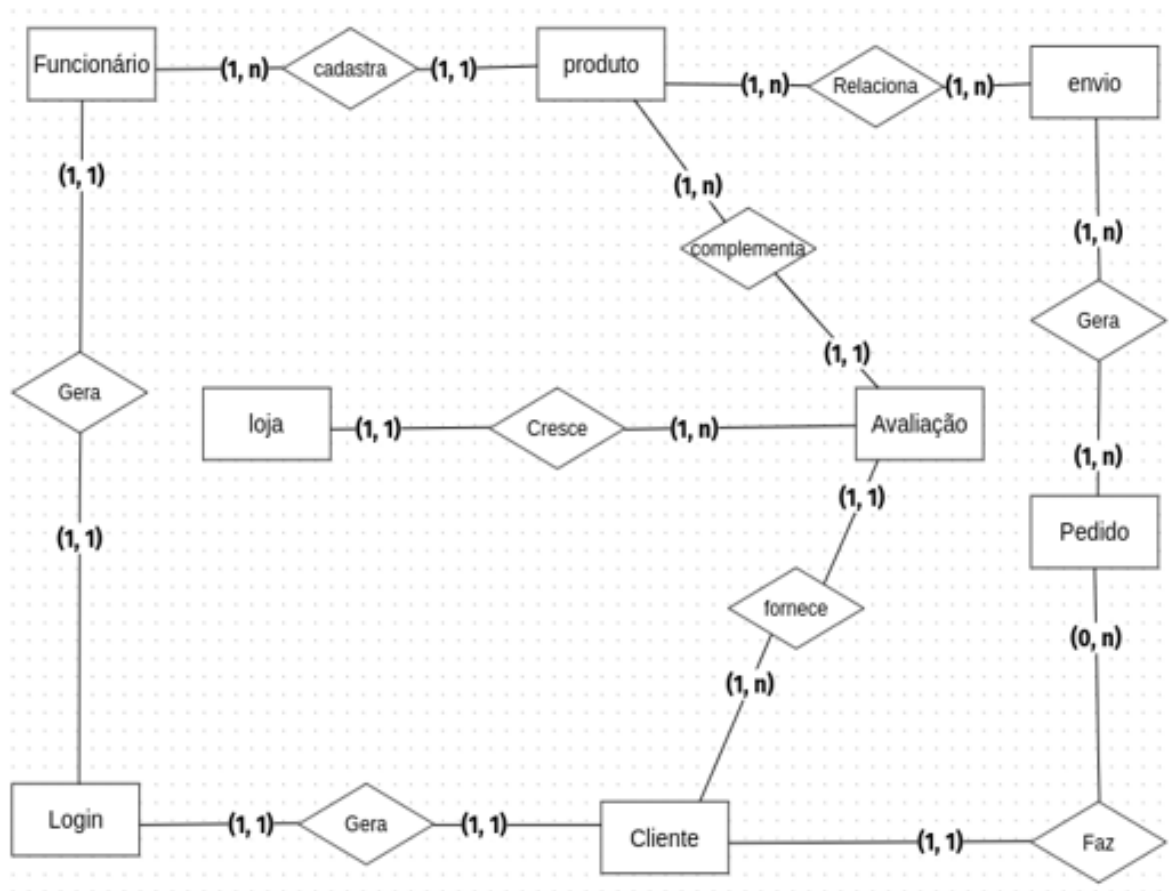 Funcionário
(1, n)
cadastra
(1, 1)
produto
(1, n)
Relaciona
(1, n)
envio
(1, 1)
(1, n)
(1, n)
complementa
Gera
(1, 1)
Gera
loja
(1, 1)
Cresce
(1, n)
Avaliação
(1, n)
(1, 1)
Pedido
(1, 1)
fornece
(0, n)
(1, n)
Login
(1, 1)
Gera
(1, 1)
Cliente
(1, 1)
Faz